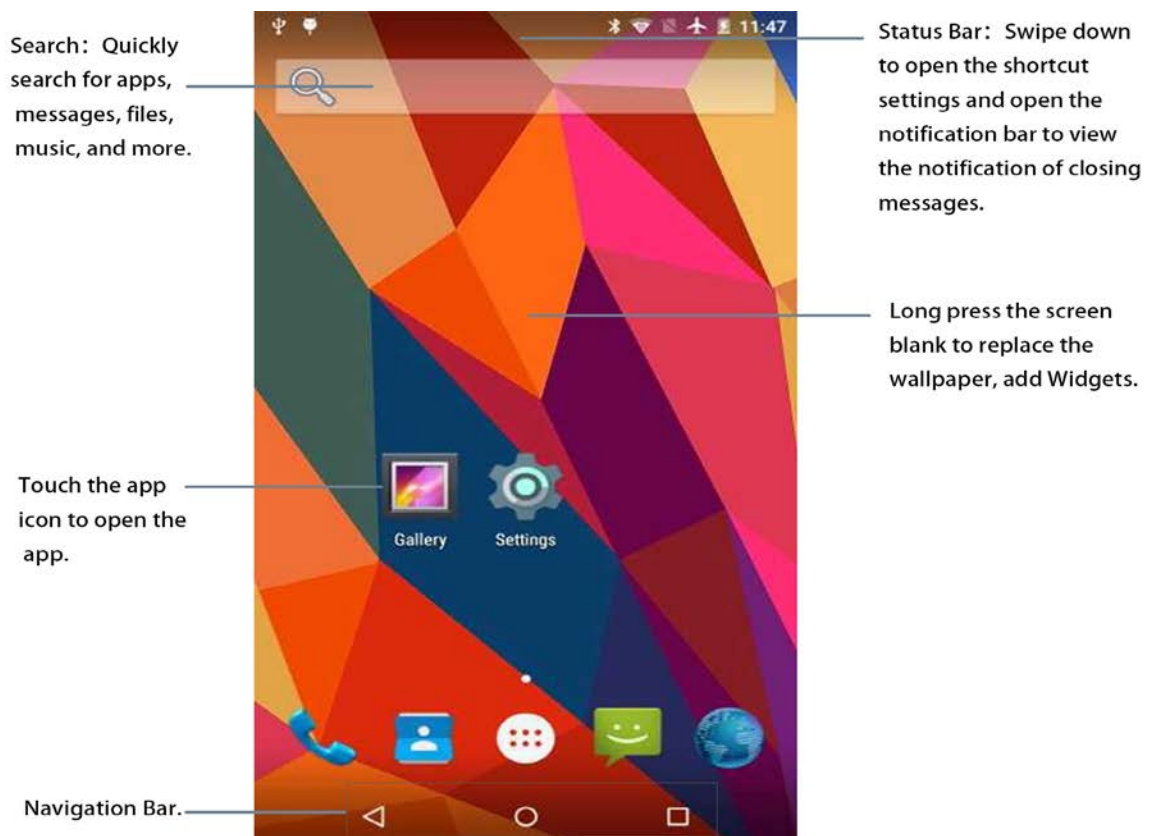 Search：Quickly
search for apps,
messages, files,
music, and more.
11:47
Status Bar：Swipe down
to open the shortcut
settings and open the
notification bar to view
the notification of closing
messages.
Long press the screen
blank to replace the
wallpaper, add Widgets.
Touch the app
icon to open the
app.
Gallery
Settings
Navigation Bar.